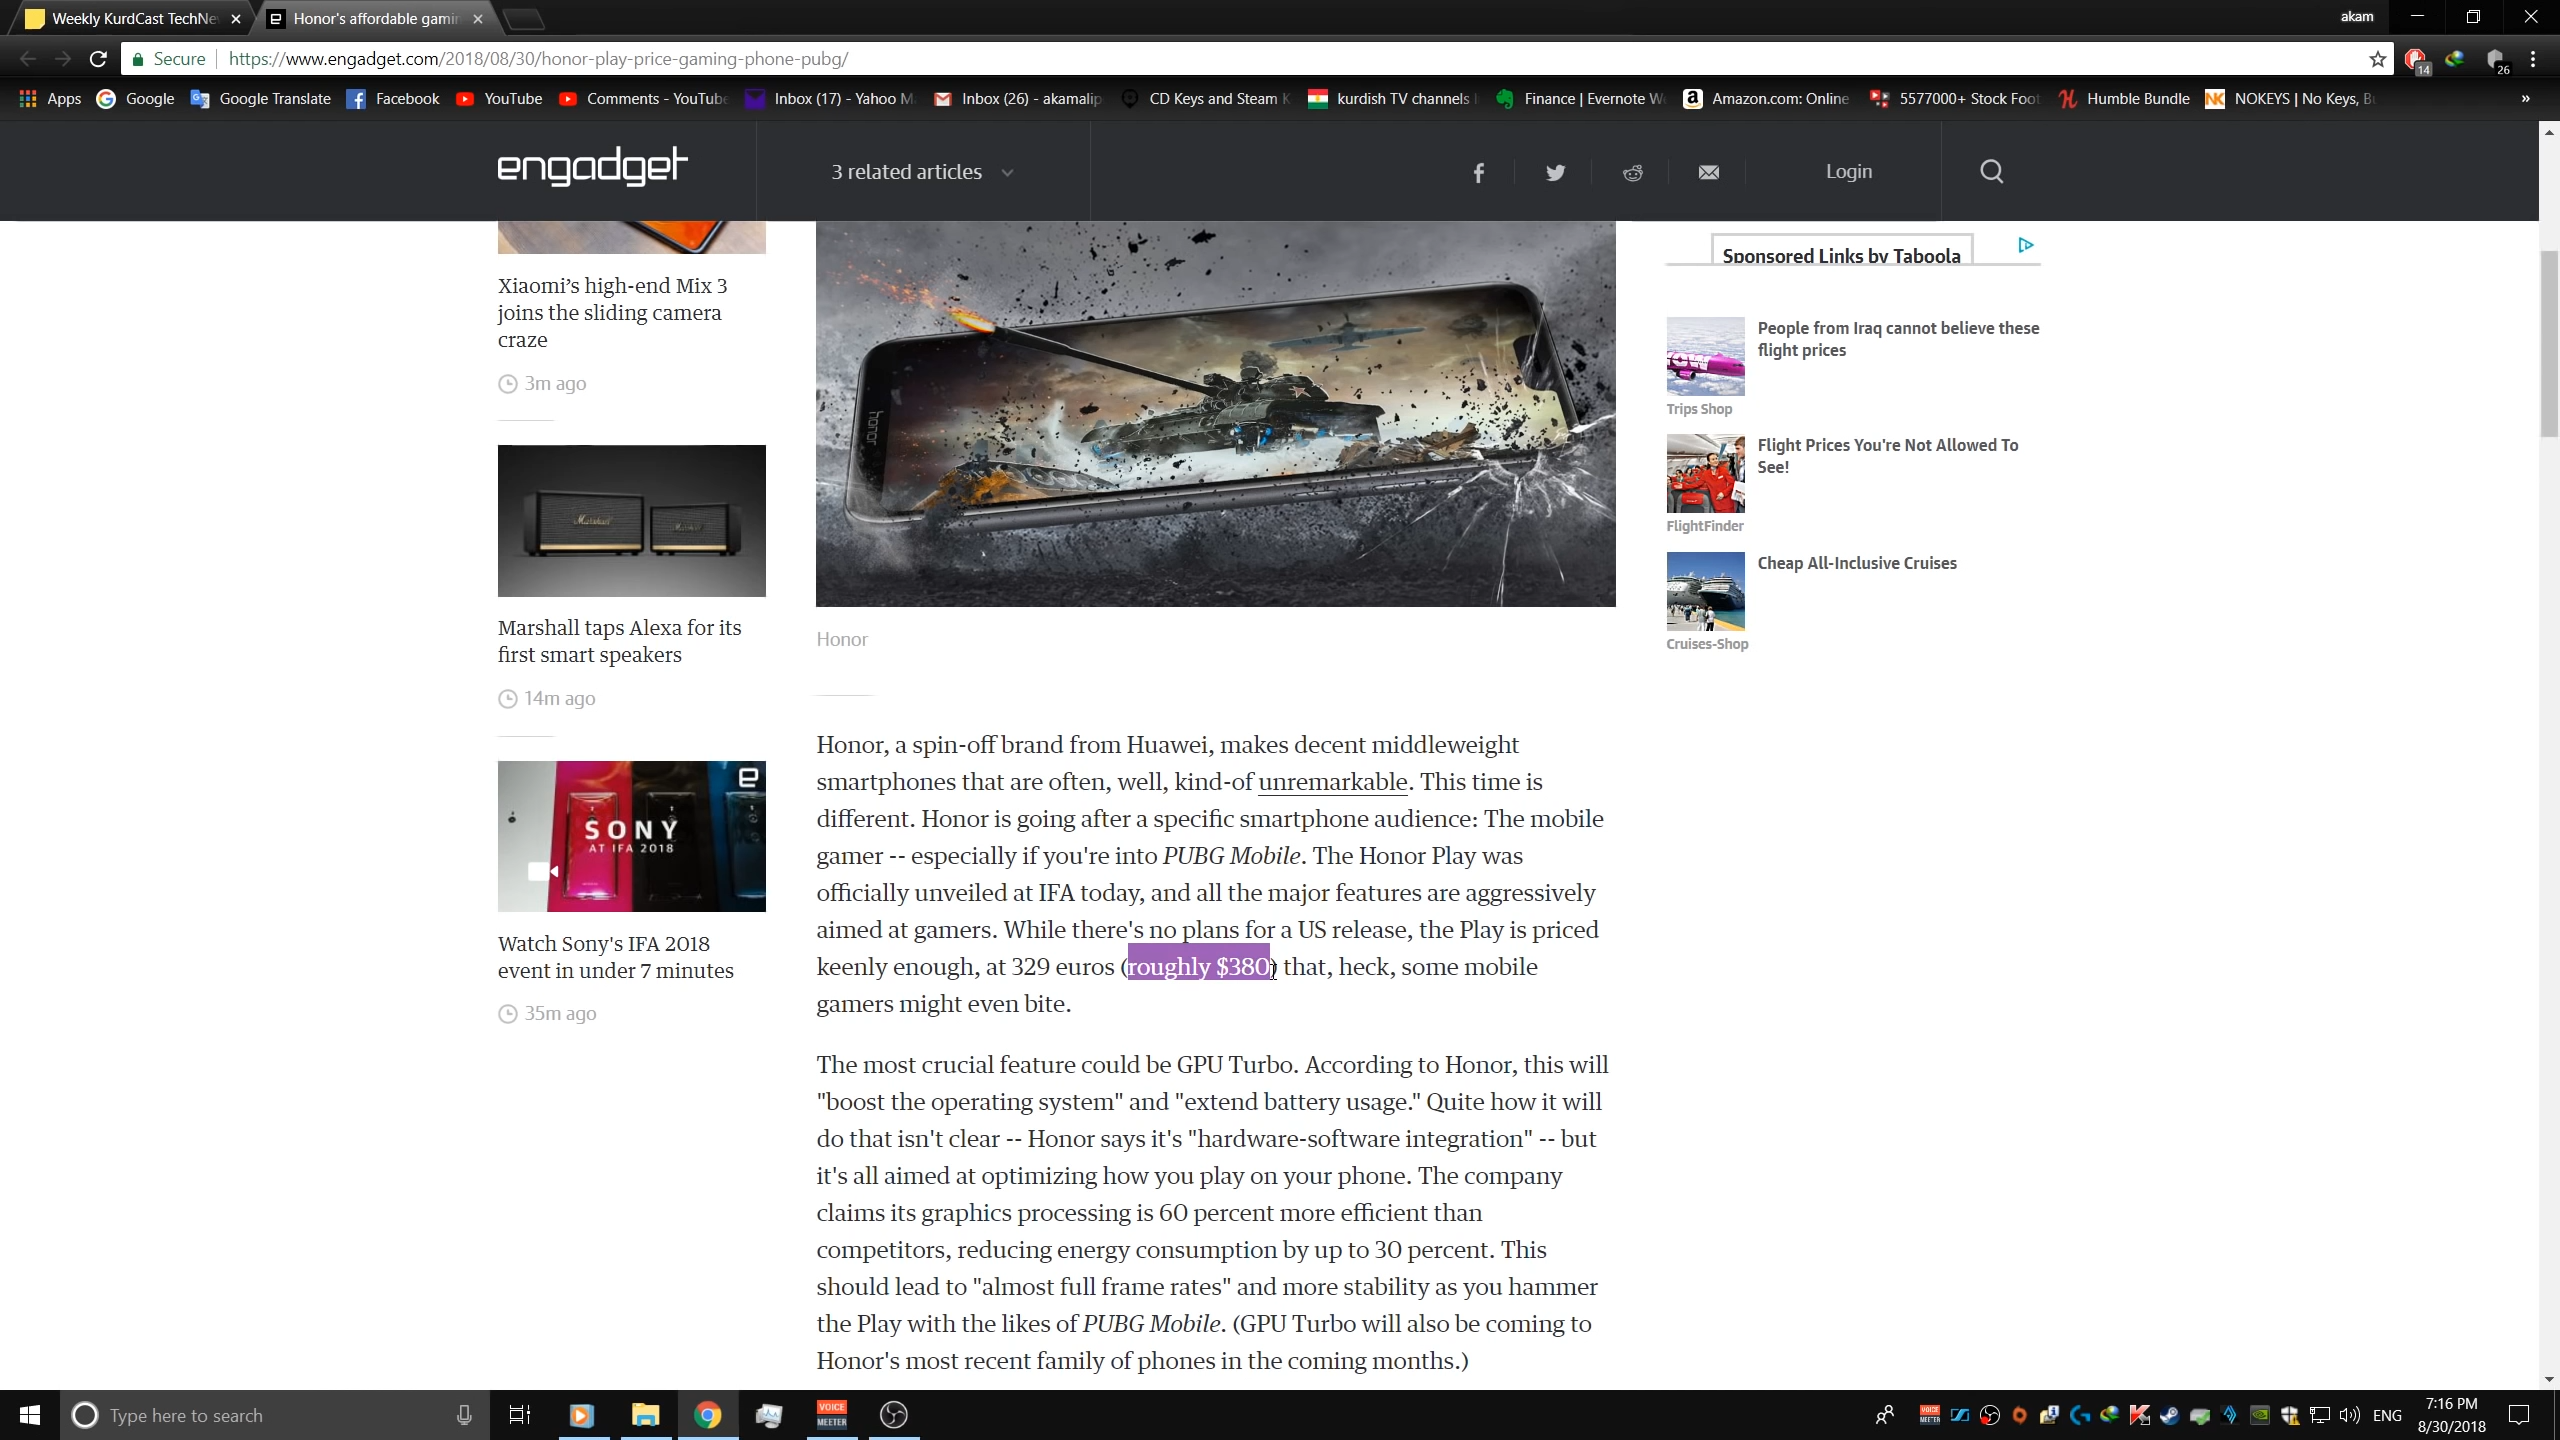 Weekly KurdCast TechNe
Honor's affordable gamin
akam
Secure
https://www.engadget.com/2018/08/30/honor-play-price-gaming-phone-pubg/
14
26
Apps
Google
Google Translate
Facebook
YouTube
Comments - YouTube
Inbox (17) - Yahoo M
Inbox (26) - akamalip
CD Keys and Steam K
kurdish TV channels
Finance | Evernote W
Amazon.com: Online
5577000+ Stock Foot
Humble Bundle
NK
NOKEYS | No Keys, B
»
engadget
3 related articles
Login
Xiaomi's high-end Mix 3
joins the sliding camera
craze
3m ago
Marshall
Marshall
Marshall taps Alexa for its
first smart speakers
14m ago
SONY
AT IFA 2018
Watch Sony's IFA 2018
event in under 7 minutes
35m ago
honor
Honor
Honor, a spin-off brand from Huawei, makes decent middleweight
smartphones that are often, well, kind-of unremarkable. This time is
different. Honor is going after a specific smartphone audience: The mobile
gamer -- especially if you're into PUBG Mobile. The Honor Play was
officially unveiled at IFA today, and all the major features are aggressively
aimed at gamers. While there's no plans for a US release, the Play is priced
keenly enough, at 329 euros (roughly $380) that, heck, some mobile
gamers might even bite.
The most crucial feature could be GPU Turbo. According to Honor, this will
"boost the operating system" and "extend battery usage." Quite how it will
do that isn't clear -- Honor says it's "hardware-software integration" -- but
it's all aimed at optimizing how you play on your phone. The company
claims its graphics processing is 60 percent more efficient than
competitors, reducing energy consumption by up to 30 percent. This
should lead to "almost full frame rates" and more stability as you hammer
the Play with the likes of PUBG Mobile. (GPU Turbo will also be coming to
Honor's most recent family of phones in the coming months.)
Sponsored Links by Taboola
People from Iraq cannot believe these
flight prices
Trips Shop
Flight Prices You're Not Allowed To
See!
FlightFinder
Cheap All-Inclusive Cruises
Cruises-Shop
Type here to search
VOICE
MEETER
ENG
7:16 PM
8/30/2018